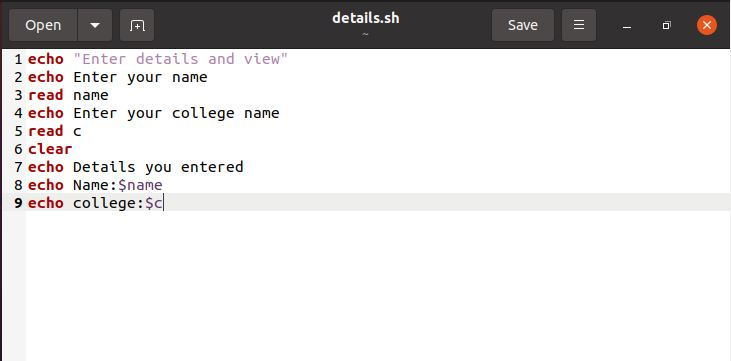 Open
details.sh
~
Save
1 echo "Enter details and view"
2 echo Enter your name
3 read name
4 echo Enter your college name
5 read c
6 clear
7 echo Details you entered
8 echo Name:$name
9 echo college:$c